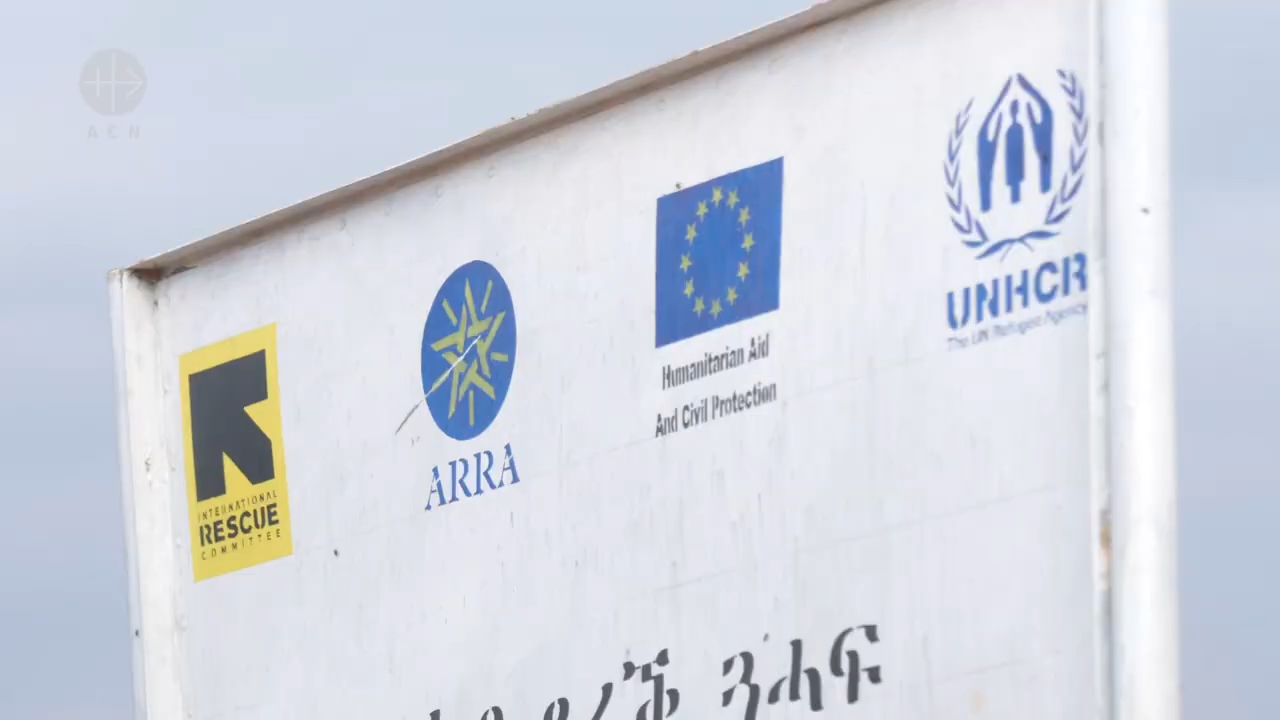 ACN
INTERNATIONAL
RESCUE
COMMITTEE
ARRA
Humanitarian Aid
And Civil Protection
UNHCR
The UN Refugee Agency